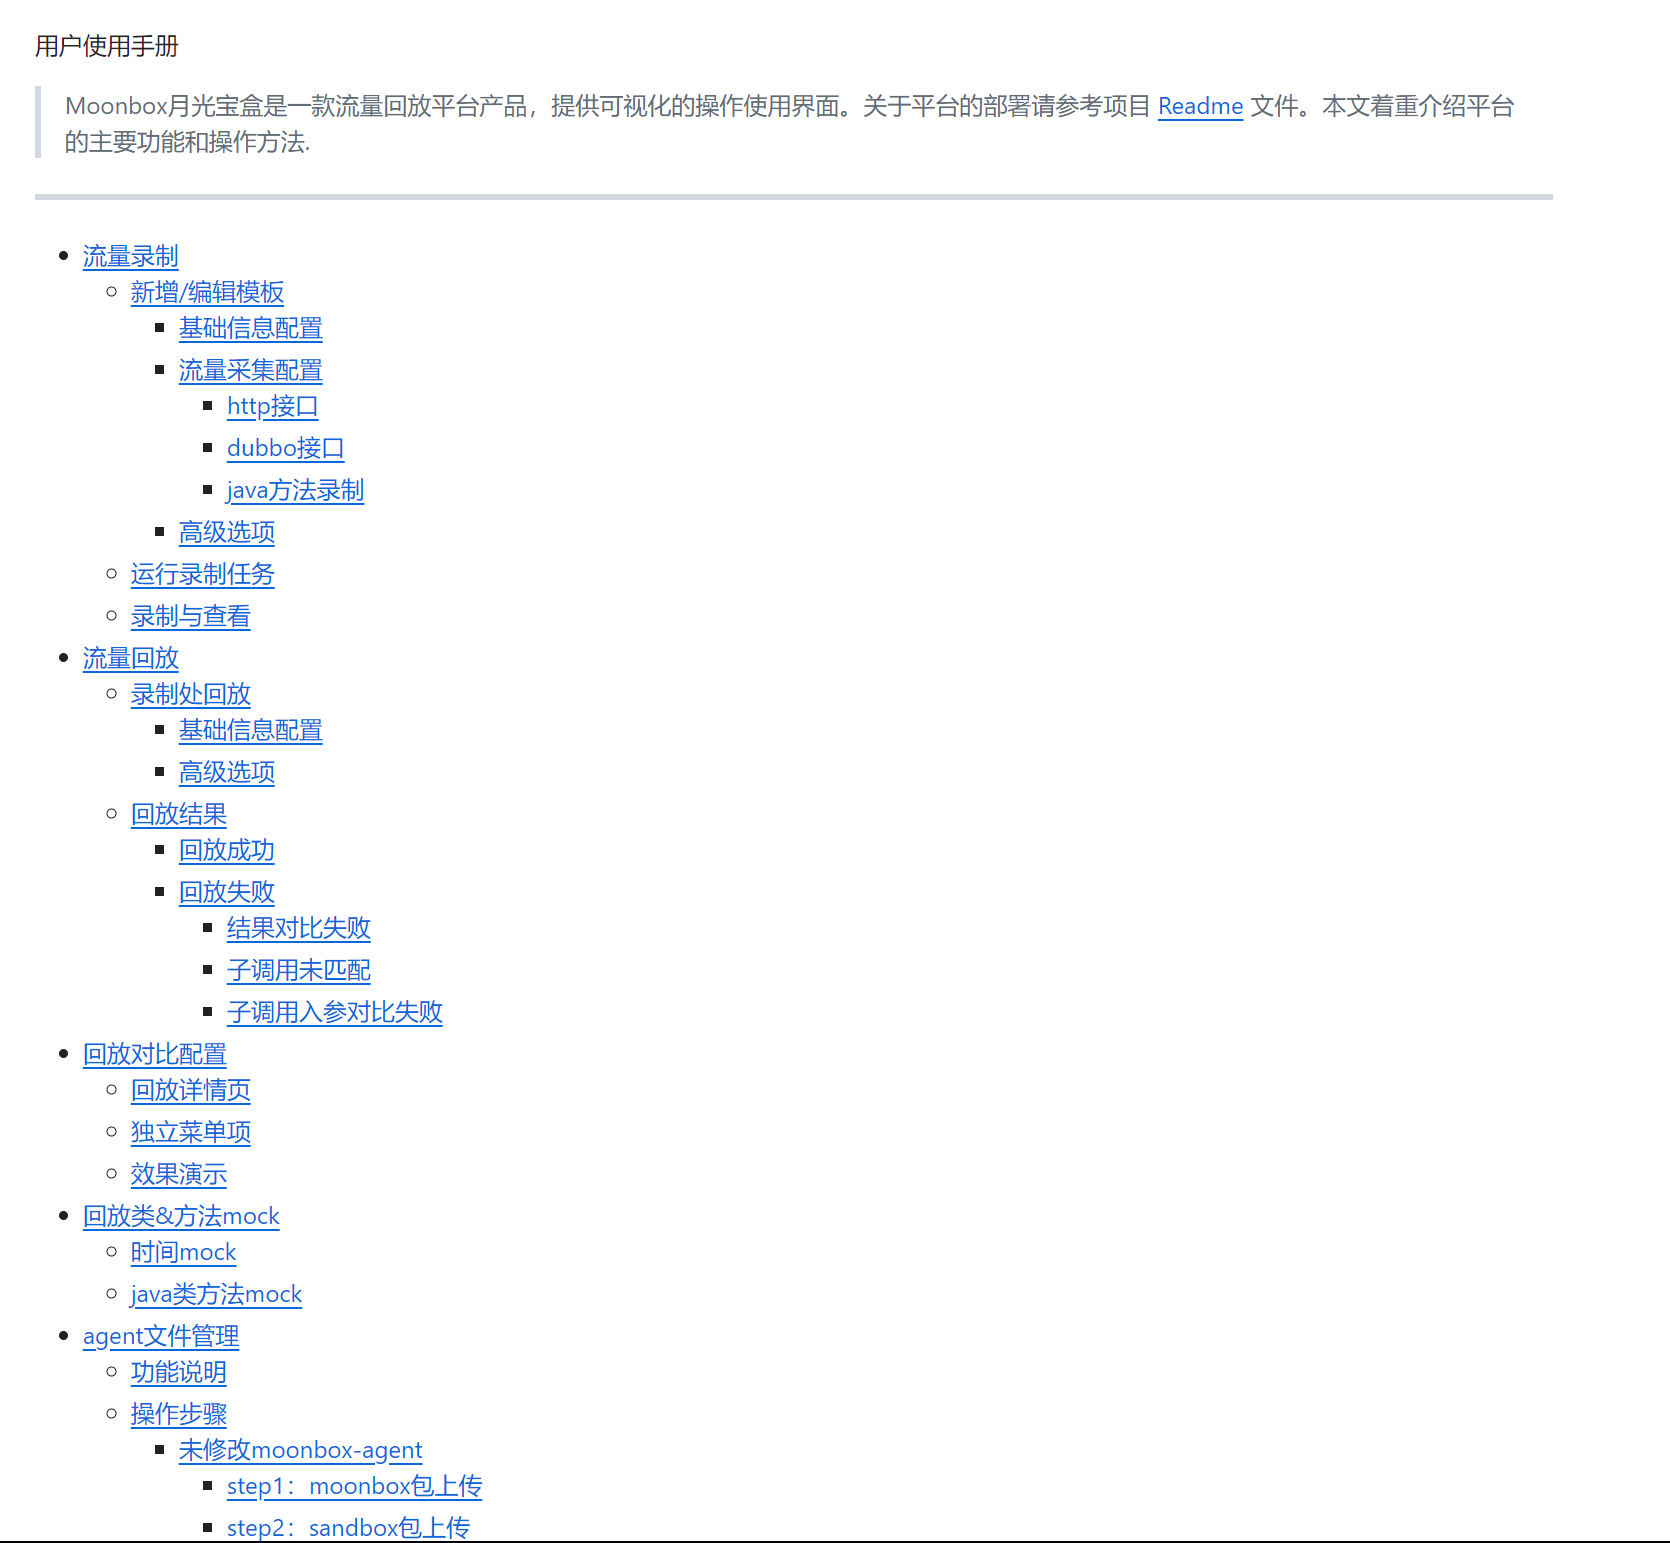 用户使用手册
Moonbox月光宝盒是一款流量回放平台产品，提供可视化的操作使用界面。关于平台的部署请参考项目 Readme 文件。本文着重介绍平台
的主要功能和操作方法.
流量录制
新增/编辑模板
基础信息配置
流量采集配置
http接口
dubbo接口
java方法录制
高级选项
运行录制任务
录制与查看
流量回放
录制处回放
基础信息配置
高级选项
回放结果
回放成功
回放失败
结果对比失败
子调用未匹配
子调用入参对比失败
回放对比配置
回放详情页
独立菜单项
效果演示
回放类&方法mock
时间mock
java类方法mock
agent文件管理
功能说明
操作步骤
未修改moonbox-agent
step1：moonbox包上传
step2：sandbox包上传